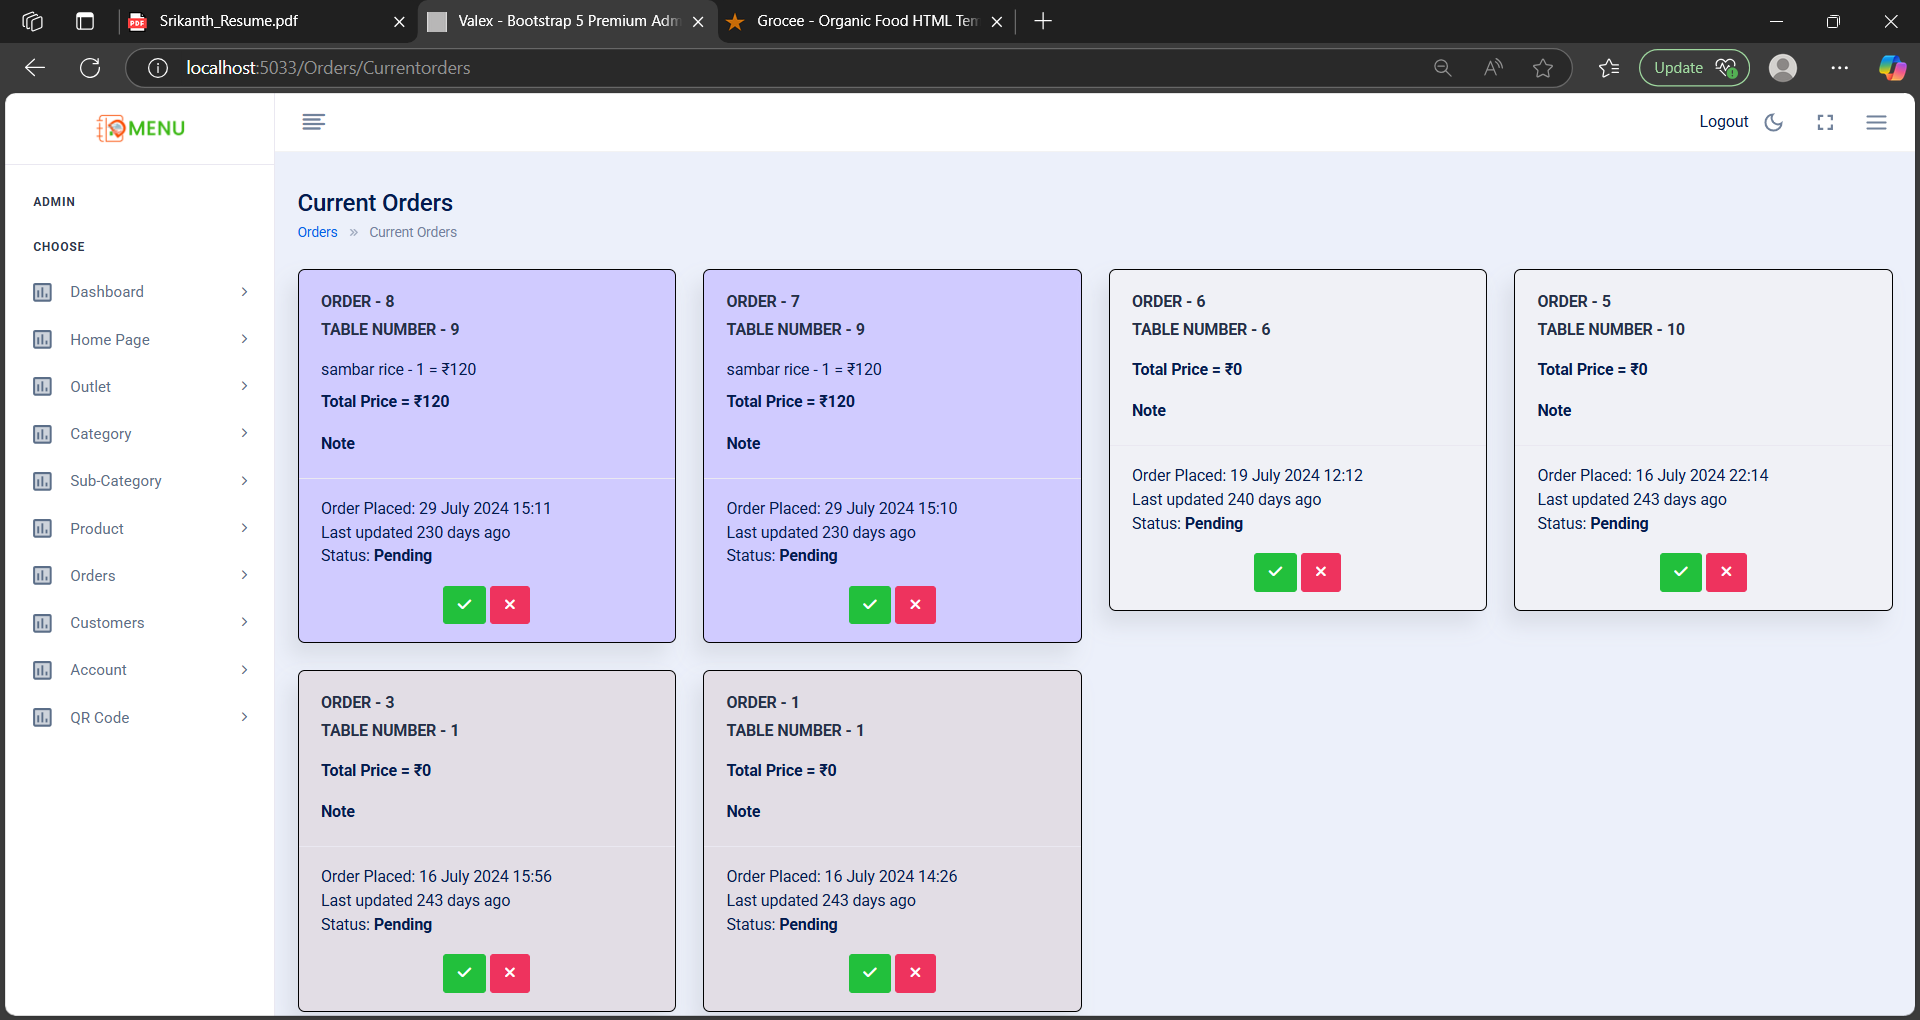 Srikanth_Resume.pdf
Valex - Bootstrap 5 Premium Adm
Grocee - Organic Food HTML Tem
localhost:5033/Orders/Currentorders
Update
MENU
Logout
ADMIN
CHOOSE
Dashboard
Home Page
Outlet
Category
Sub-Category
Product
Orders
Customers
Account
QR Code
Current Orders
Orders » Current Orders
ORDER - 8
TABLE NUMBER - 9
sambar rice - 1 = ₹120
Total Price = ₹120
Note
Order Placed: 29 July 2024 15:11
Last updated 230 days ago
Status: Pending
ORDER - 7
TABLE NUMBER - 9
sambar rice - 1 = ₹120
Total Price = ₹120
Note
Order Placed: 29 July 2024 15:10
Last updated 230 days ago
Status: Pending
ORDER - 6
TABLE NUMBER - 6
Total Price = ₹0
Note
Order Placed: 19 July 2024 12:12
Last updated 240 days ago
Status: Pending
ORDER - 5
TABLE NUMBER - 10
Total Price = ₹0
Note
Order Placed: 16 July 2024 22:14
Last updated 243 days ago
Status: Pending
ORDER - 3
TABLE NUMBER - 1
Total Price = ₹0
Note
Order Placed: 16 July 2024 15:56
Last updated 243 days ago
Status: Pending
ORDER - 1
TABLE NUMBER - 1
Total Price = ₹0
Note
Order Placed: 16 July 2024 14:26
Last updated 243 days ago
Status: Pending